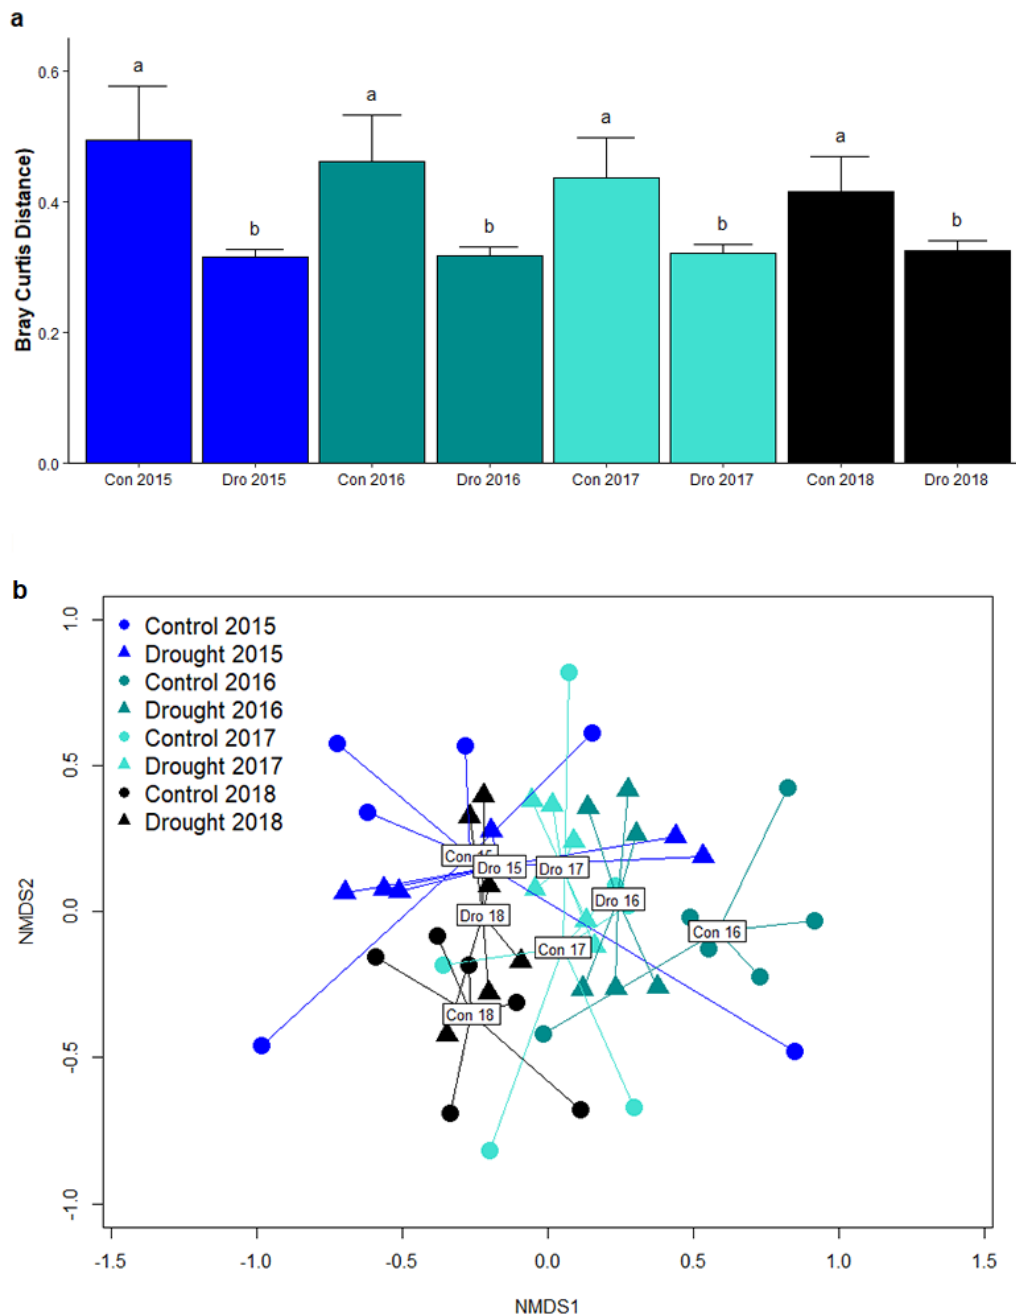 a
Bray Curtis Distance)
0.6
0.4
0.2
0.0
a
b
a
b
a
b
a
b
Con 2015
Dro 2015
Con 2016
Dro 2016
Con 2017
Dro 2017
Con 2018
Dro 2018
b
Control 2015
Drought 2015
Control 2016
Drought 2016
Control 2017
Drought 2017
Control 2018
Drought 2018
NMDS2
1.0
0.5
0.0
-0.5
-1.0
Con 15
Dro 15
Dro 17
Dro 16
Dro 18
Con 16
Con 17
Con 18
-1.5
-1.0
-0.5
0.0
0.5
1.0
1.5
NMDS1